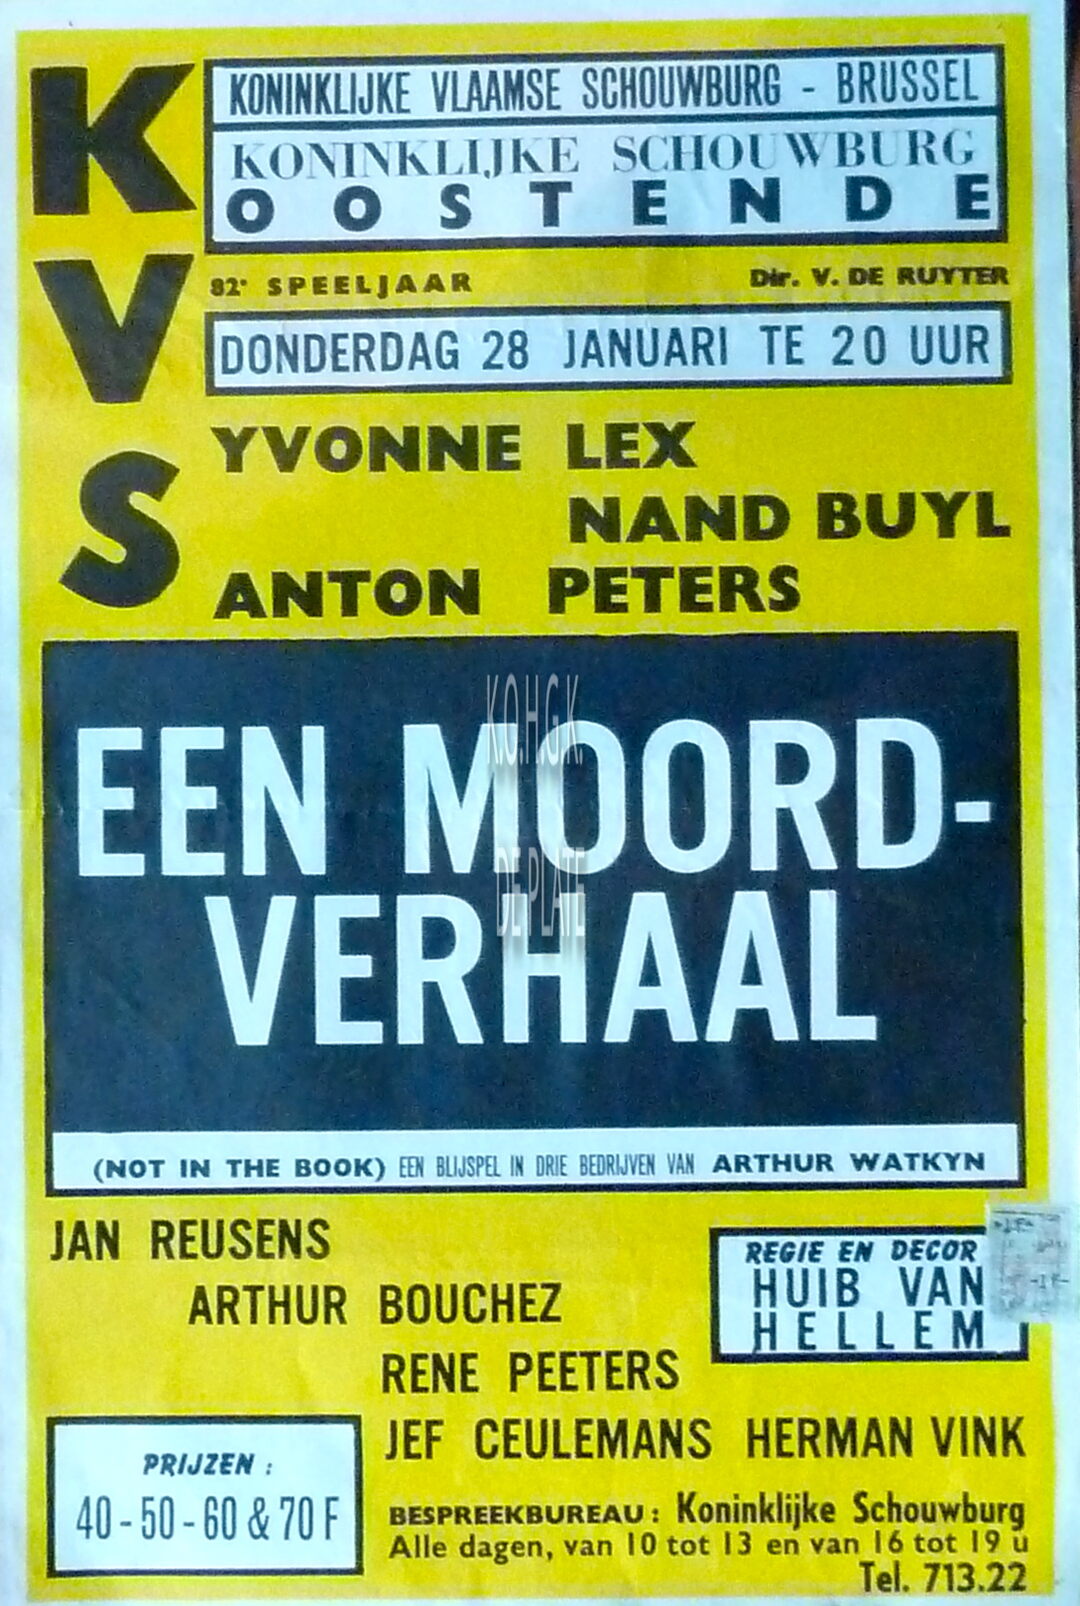 KVS
KONINKLIJKE VLAAMSE SCHOUWBURG - BRUSSEL
KONINKLIJKE SCHOUWBURG
OOSTENDE
82e SPEELJAAR Dir. V. DE RUYTER
DONDERDAG 28 JANUARI TE 20 UUR
YVONNE LEX
NAND BUYL
ANTON PETERS
K.O.H.G.K.
EEN MOORD-
DE PLATE
VERHAAL
(NOT IN THE BOOK) EEN BLIJSPEL IN DRIE BEDRIJVEN VAN ARTHUR WATKYN
JAN REUSENS
ARTHUR BOUCHEZ
RENE PEETERS
JEF CEULEMANS HERMAN VINK
REGIE EN DECOR
HUIB VAN
HELLEM
PRIJZEN :
40 - 50 - 60 & 70 F
BESPREEKBUREAU : Koninklijke Schouwburg
Alle dagen, van 10 tot 13 en van 16 tot 19 u
Tel. 713.22